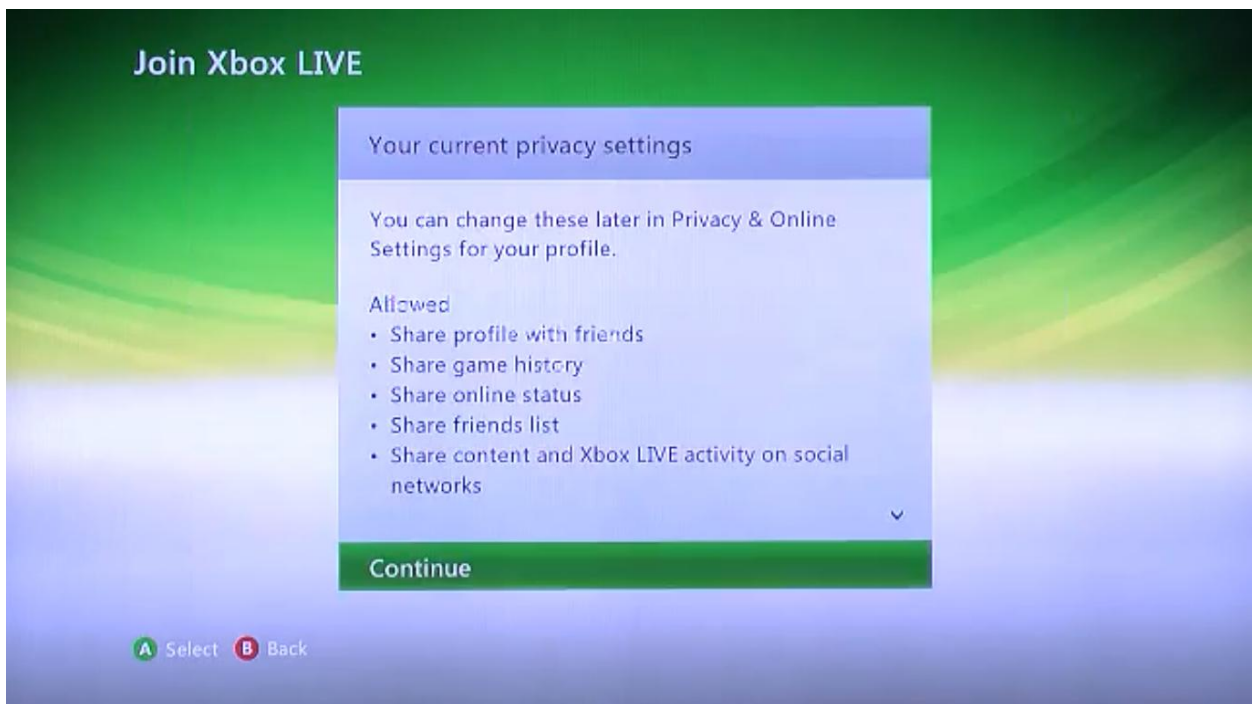 Join Xbox LIVE
Your current privacy settings
You can change these later in Privacy & Online
Settings for your profile.
Allowed
• Share profile with friends
• Share game history
• Share online status
• Share friends list
• Share content and Xbox LIVE activity on social
networks
Continue
A Select B Back